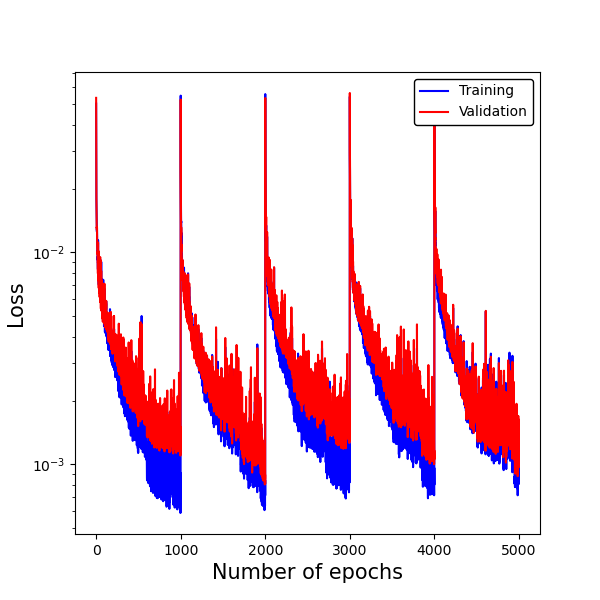 Training
Validation
10⁻²
10⁻³
Loss
0 1000 2000 3000 4000 5000
Number of epochs